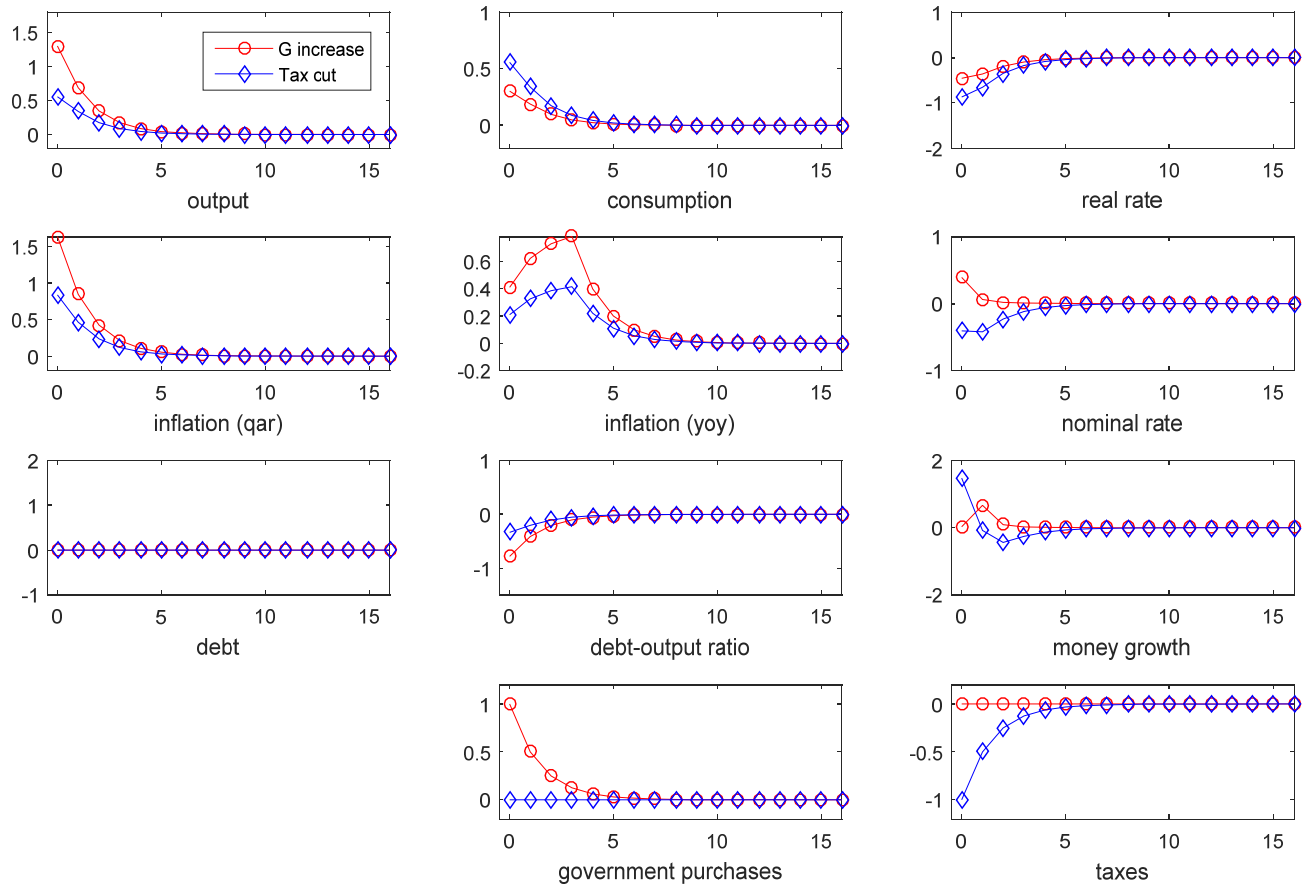 1.5
1
0.5
0
G increase
Tax cut
0 5 10 15
output
1
0.5
0
0 5 10 15
consumption
1
0
-1
-2
0 5 10 15
real rate
1.5
1
0.5
0
0 5 10 15
inflation (qar)
0.6
0.4
0.2
0
-0.2
0 5 10 15
inflation (yoy)
1
0
-1
0 5 10 15
nominal rate
2
1
0
-1
0 5 10 15
debt
1
0
-1
0 5 10 15
debt-output ratio
2
0
-2
0 5 10 15
money growth
1
0.5
0
0 5 10 15
government purchases
0
-0.5
-1
0 5 10 15
taxes